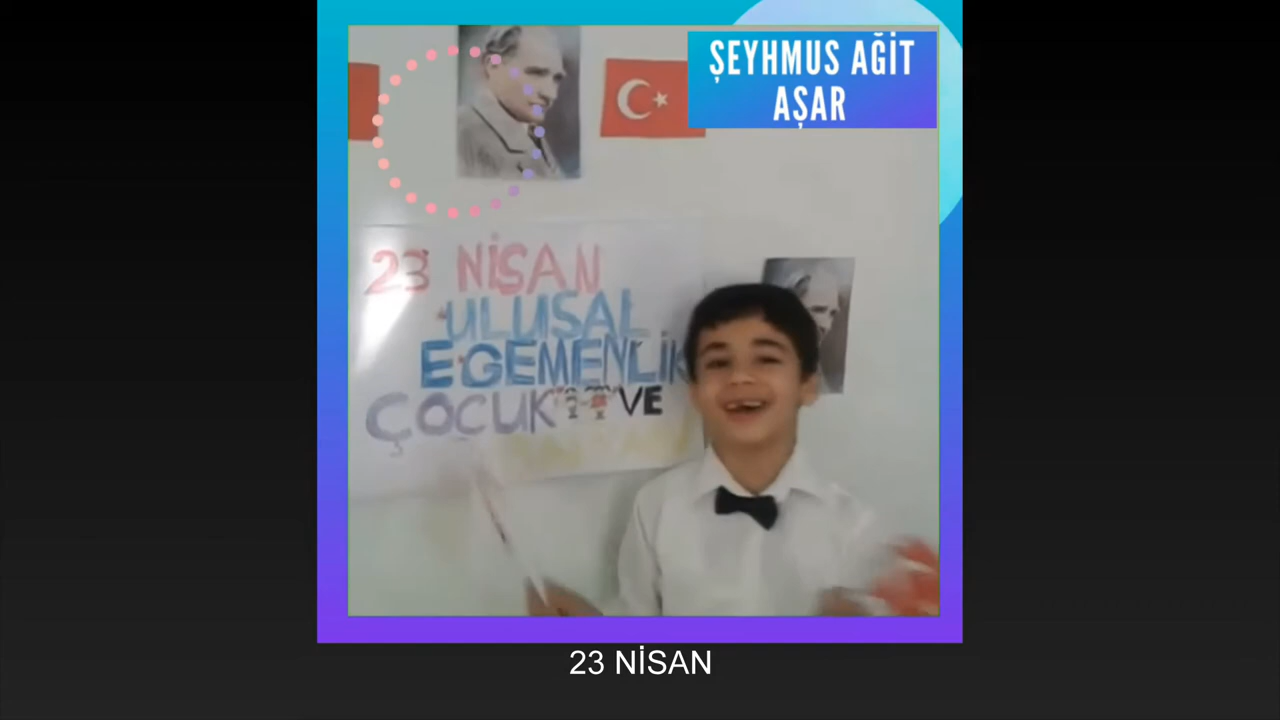 ŞEYHMUS AĞİT
AŞAR
23 NİSAN
ULUSAL
EGEMENLİK
ÇOCUK VE
23 NİSAN